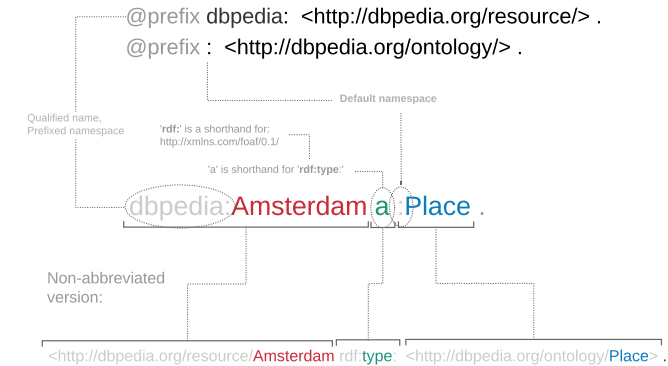 @prefix dbpedia: <http://dbpedia.org/resource/> .
@prefix : <http://dbpedia.org/ontology/> .
Default namespace
Qualified name,
Prefixed namespace
'rdf:' is a shorthand for:
http://xmlns.com/foaf/0.1/
'a' is shorthand for 'rdf:type:'
dbpedia:Amsterdam a :Place .
Non-abbreviated
version:
<http://dbpedia.org/resource/Amsterdam rdf:type: <http://dbpedia.org/ontology/Place> .